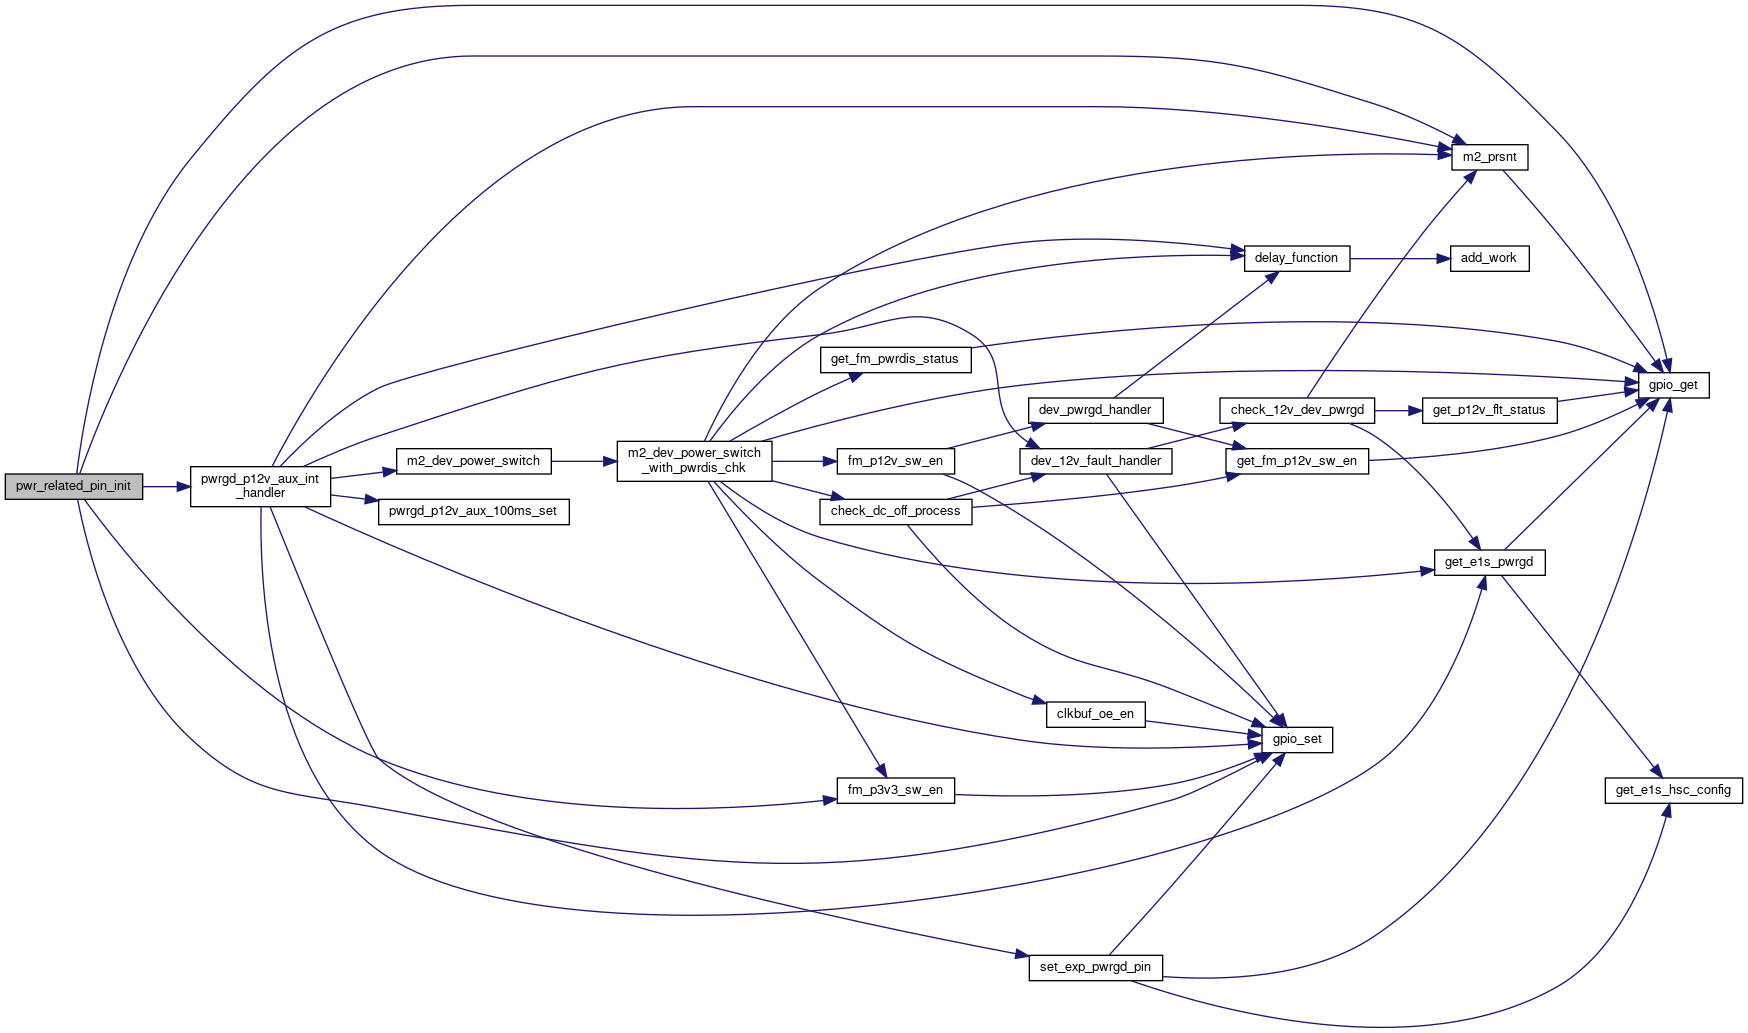 pwr_related_pin_init
pwrgd_p12v_aux_int
_handler
m2_dev_power_switch
pwrgd_p12v_aux_100ms_set
m2_dev_power_switch
_with_pwrdis_chk
get_fm_pwrdis_status
fm_p12v_sw_en
check_dc_off_process
fm_p3v3_sw_en
dev_pwrgd_handler
dev_12v_fault_handler
clkbuf_oe_en
set_exp_pwrgd_pin
delay_function
check_12v_dev_pwrgd
get_fm_p12v_sw_en
gpio_set
m2_prsnt
add_work
get_p12v_flt_status
get_e1s_pwrgd
gpio_get
get_e1s_hsc_config